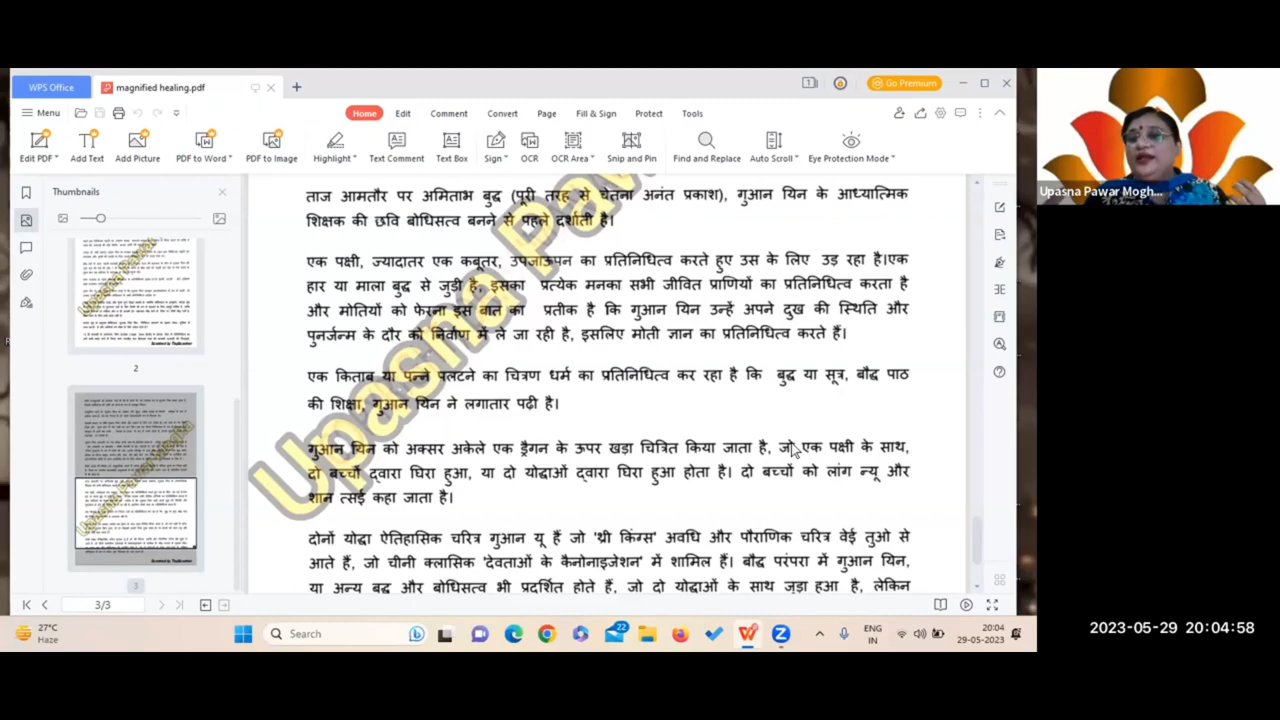 WPS Office
magnified healing.pdf
Go Premium
Menu
Home Edit Comment Convert Page Fill & Sign Protect Tools
Edit PDF Add Text Add Picture PDF to Word PDF to Image Highlight Text Comment Text Box Sign OCR OCR Area Snip and Pin Find and Replace Auto Scroll Eye Protection Mode
Thumbnails
ताज आमतौर पर अमिताभ बुद्ध (पूरी तरह से चेतना अनंत प्रकाश), गुआन यिन के आध्यात्मिक
शिक्षक की छवि बोधिसत्व बनने से पहले दर्शाती है।
एक पक्षी, ज्यादातर एक कबूतर, उपजाऊपन का प्रतिनिधित्व करते हुए उस के लिए उड़ रहा है।एक
हार या माला बुद्ध से जुडी है, इसका प्रत्येक मनका सभी जीवित प्राणियों का प्रतिनिधित्व करता है
और मोतियों को फेरना इस बात का प्रतीक है कि गुआन यिन उन्हें अपने दुख की स्थिति और
पुनर्जन्म के दौर को निर्वाण में ले जा रही है, इसलिए मोती ज्ञान का प्रतिनिधित्व करते हैं।
एक किताब या पन्ने पलटने का चित्रण धर्म का प्रतिनिधित्व कर रहा है कि बुद्ध या सूत्र, बौद्ध पाठ
की शिक्षा, गुआन यिन ने लगातार पढ़ी है।
गुआन यिन को अक्सर अकेले एक ड्रैगन के ऊपर खड़ा चित्रित किया जाता है, जो एक पक्षी के साथ,
दो बच्चों द्वारा घिरा हुआ, या दो योद्धाओं द्वारा घिरा हुआ होता है। दो बच्चों को लांग न्यू और
शान त्सई कहा जाता है।
दोनों योद्धा ऐतिहासिक चरित्र गुआन यू हैं जो 'थ्री किंग्स' अवधि और पौराणिक चरित्र वेई तुओ से
आते हैं, जो चीनी क्लासिक 'देवताओं के कैनोनाइजेशन' में शामिल हैं। बौद्ध परंपरा में गुआन यिन,
या अन्य बुद्ध और बोधिसत्व भी प्रदर्शित होते हैं, जो दो योद्धाओं के साथ जुड़ा हुआ है, लेकिन
Upasna Paw
2
3
3/3
27°C
Haze
Search
22
ENG
IN
20:04
29-05-2023
Upasna Pawar Mogh...
2023-05-29 20:04:58